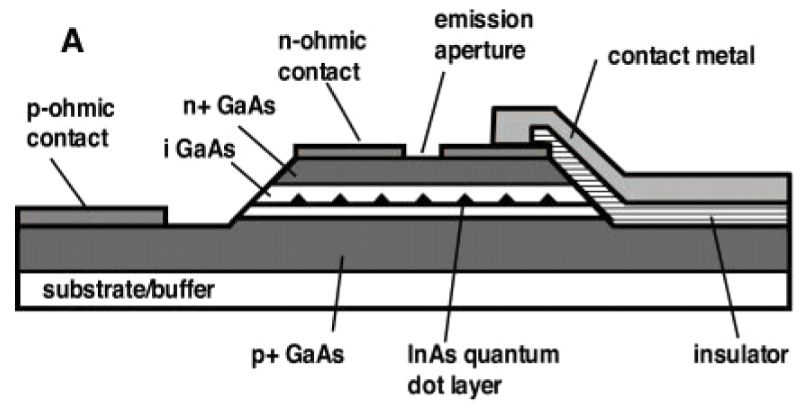 A
emission
aperture
n-ohmic
contact
contact metal
p-ohmic
contact
n+ GaAs
i GaAs
substrate/buffer
p+ GaAs
InAs quantum
dot layer
insulator